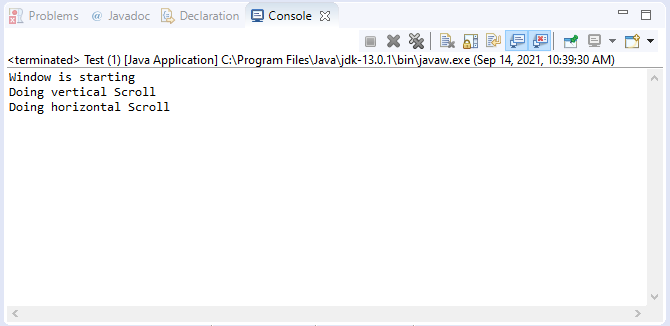 Problems @ Javadoc Declaration Console
<terminated> Test (1) [Java Application] C:\Program Files\Java\jdk-13.0.1\bin\javaw.exe (Sep 14, 2021, 10:39:30 AM)
Window is starting
Doing vertical Scroll
Doing horizontal Scroll